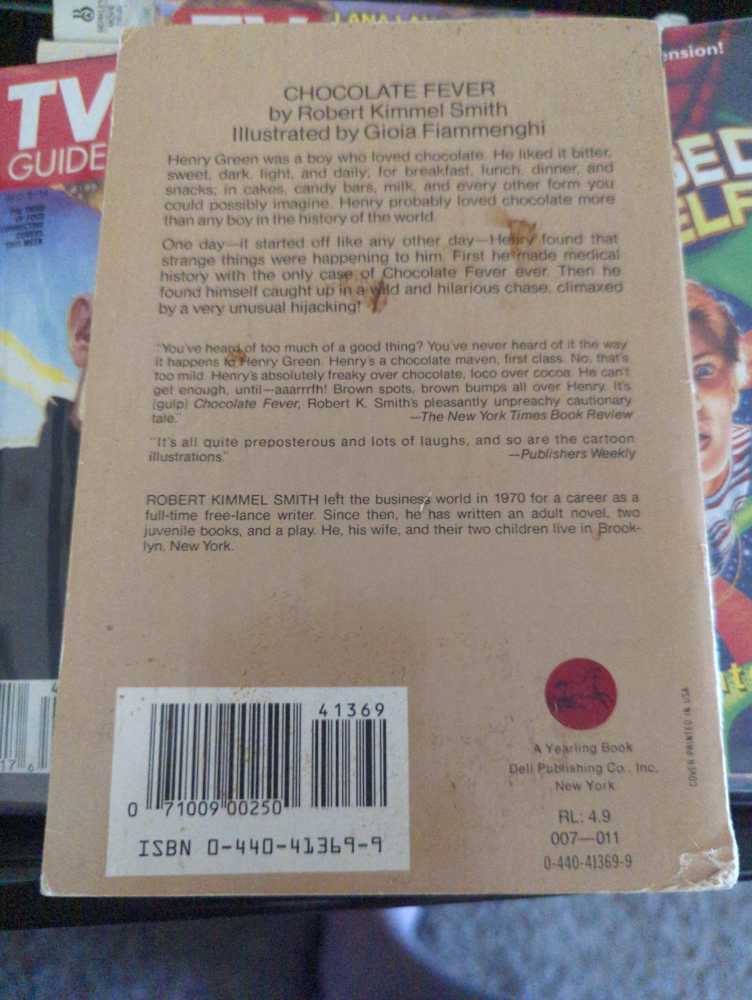 LANA LA
TV
GUIDE
ension!
SED
ELF
CHOCOLATE FEVER
by Robert Kimmel Smith
Illustrated by Gioia Fiammenghi
Henry Green was a boy who loved chocolate. He liked it bitter,
sweet, dark, light, and daily; for breakfast, lunch, dinner, and
snacks; in cakes, candy bars, milk, and every other form you
could possibly imagine. Henry probably loved chocolate more
than any boy in the history of the world.
One day—it started off like any other day—Henry found that
strange things were happening to him. First he made medical
history with the only case of Chocolate Fever ever. Then he
found himself caught up in a wild and hilarious chase, climaxed
by a very unusual hijacking!
"You've heard of too much of a good thing? You've never heard of it the way
it happens to Henry Green. Henry's a chocolate maven, first class. No, that's
too mild. Henry's absolutely freaky over chocolate, loco over cocoa. He can't
get enough, until—aaarrrfh! Brown spots, brown bumps all over Henry. It's
(gulp) Chocolate Fever, Robert K. Smith's pleasantly unpreachy cautionary
tale." —The New York Times Book Review
"It's all quite preposterous and lots of laughs, and so are the cartoon
illustrations." —Publishers Weekly
ROBERT KIMMEL SMITH left the business world in 1970 for a career as a
full-time free-lance writer. Since then, he has written an adult novel, two
juvenile books, and a play. He, his wife, and their two children live in Brook-
lyn, New York.
41369
0 71009 00250
ISBN 0-440-41369-9
A Yearling Book
Dell Publishing Co., Inc.
New York
RL: 4.9
007—011
0-440-41369-9
COVER PRINTED IN USA